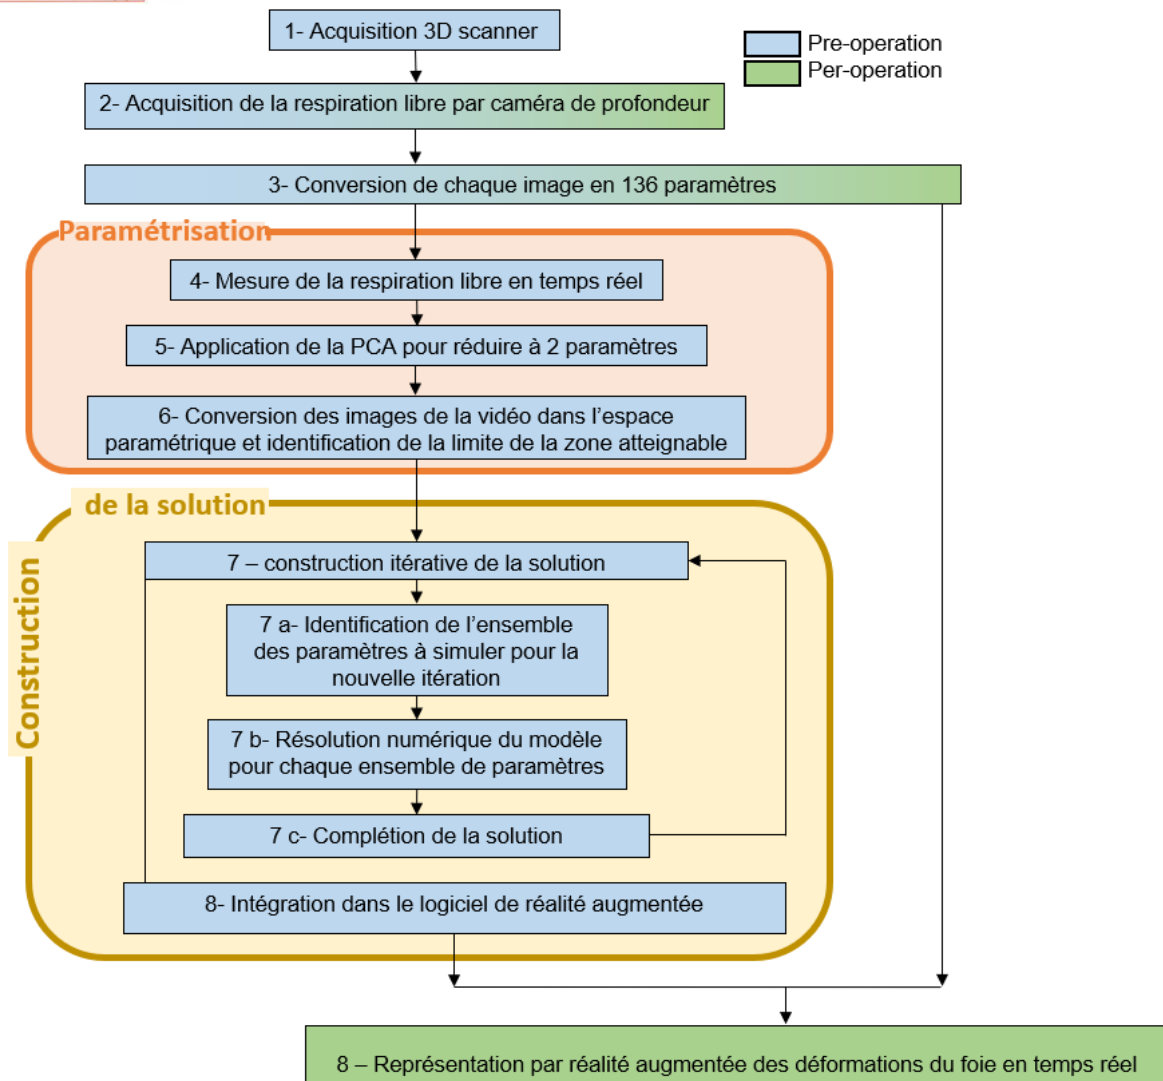 1- Acquisition 3D scanner
Pre-operation
Per-operation
2- Acquisition de la respiration libre par caméra de profondeur
3- Conversion de chaque image en 136 paramètres
Paramétrisation
4- Mesure de la respiration libre en temps réel
5- Application de la PCA pour réduire à 2 paramètres
6- Conversion des images de la vidéo dans l'espace
paramétrique et identification de la limite de la zone atteignable
Construction
de la solution
7 – construction itérative de la solution
7 a- Identification de l'ensemble
des paramètres à simuler pour la
nouvelle itération
7 b- Résolution numérique du modèle
pour chaque ensemble de paramètres
7 c- Complétion de la solution
8- Intégration dans le logiciel de réalité augmentée
8 – Représentation par réalité augmentée des déformations du foie en temps réel